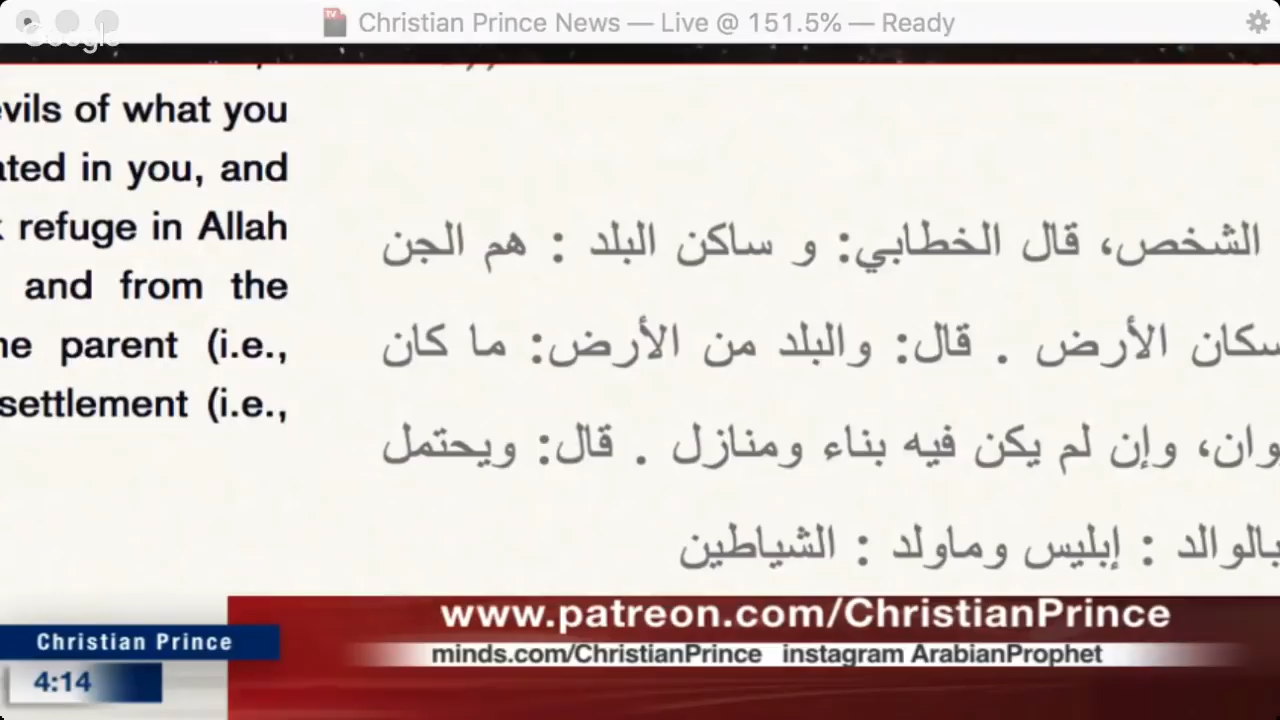 Christian Prince News — Live @ 151.5% — Ready
Google
evils of what you
ated in you, and
refuge in Allah
and from the
parent (i.e.,
settlement (i.e.,
الشخص، قال الخطابي: و ساكن البلد : هم الجن
سكان الأرض . قال: والبلد من الأرض: ما كان
وان، وإن لم يكن فيه بناء ومنازل . قال: ويحتمل
بالوالد : إبليس وماولد : الشياطين
www.patreon.com/ChristianPrince
minds.com/ChristianPrince instagram ArabianProphet
Christian Prince
4:14